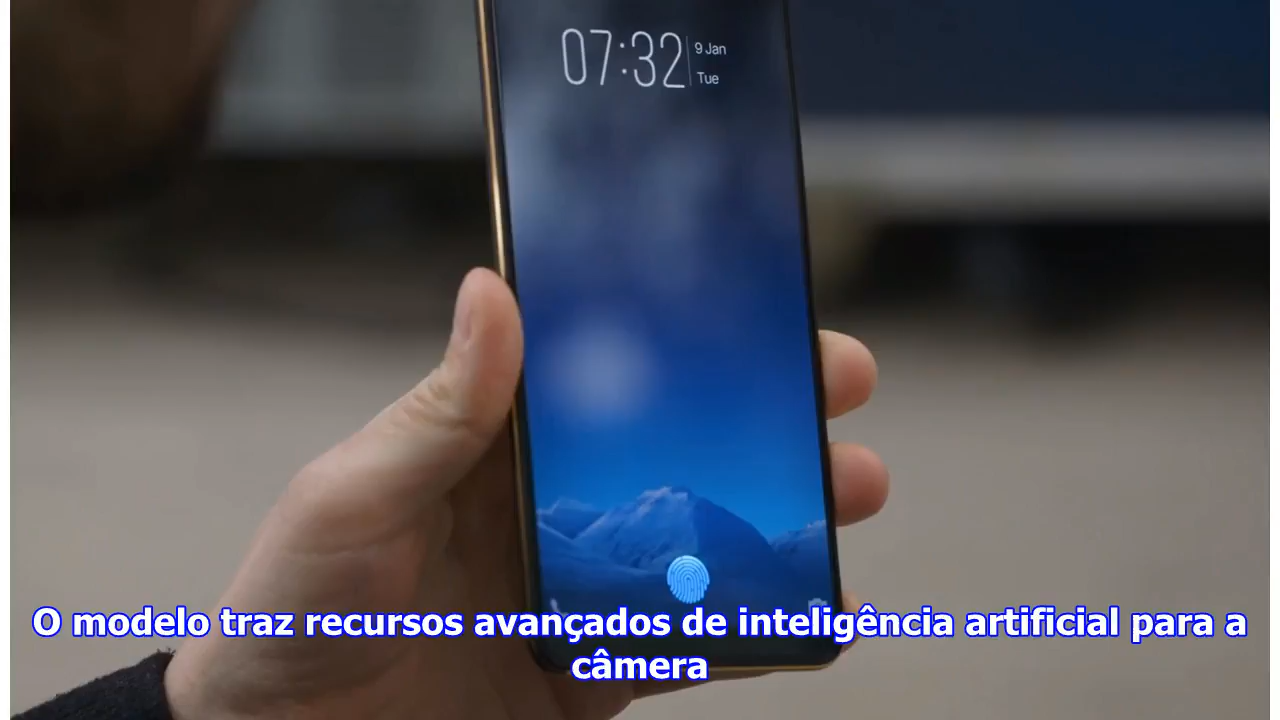 07:32
9 Jan
Tue
O modelo traz recursos avançados de inteligência artificial para a
câmera